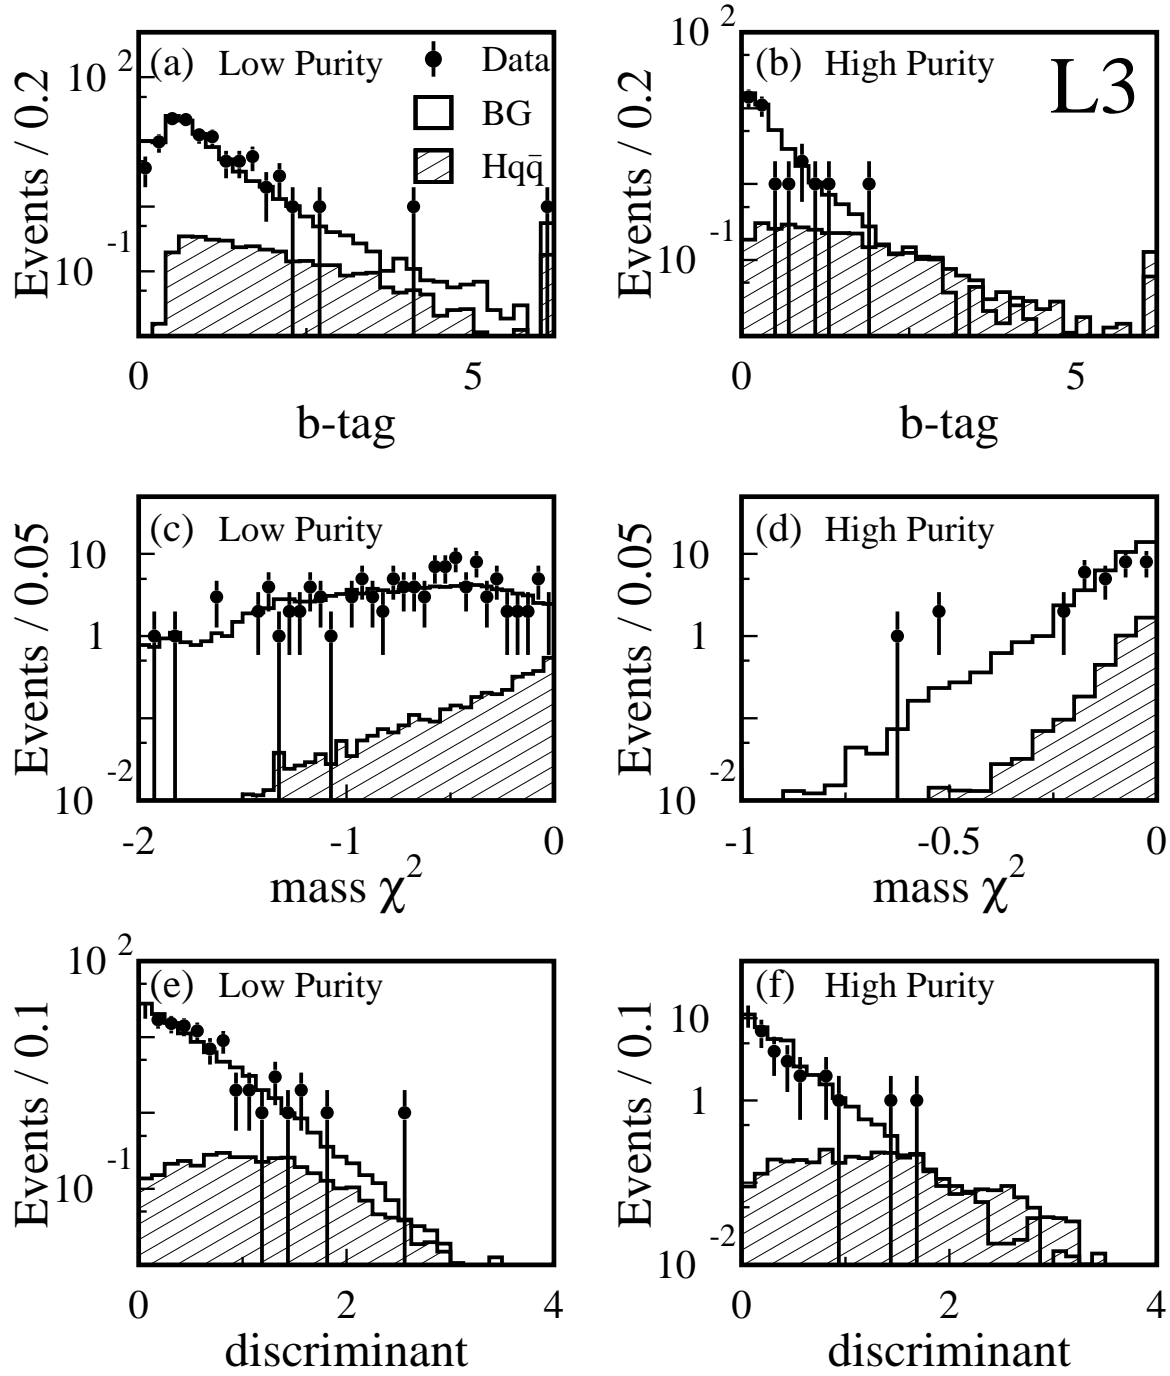 (a) Low Purity
Data
BG
Hqq̄
Events / 0.2
10 2
10 -1
0 5
b-tag
(b) High Purity
L3
Events / 0.2
10 2
10 -1
0 5
b-tag
(c) Low Purity
Events / 0.05
10
1
10 -2
-2 -1 0
mass χ2
(d) High Purity
Events / 0.05
10
1
10 -2
-1 -0.5 0
mass χ2
(e) Low Purity
Events / 0.1
10 2
10 -1
0 2 4
discriminant
(f) High Purity
Events / 0.1
10
1
10 -2
0 2 4
discriminant